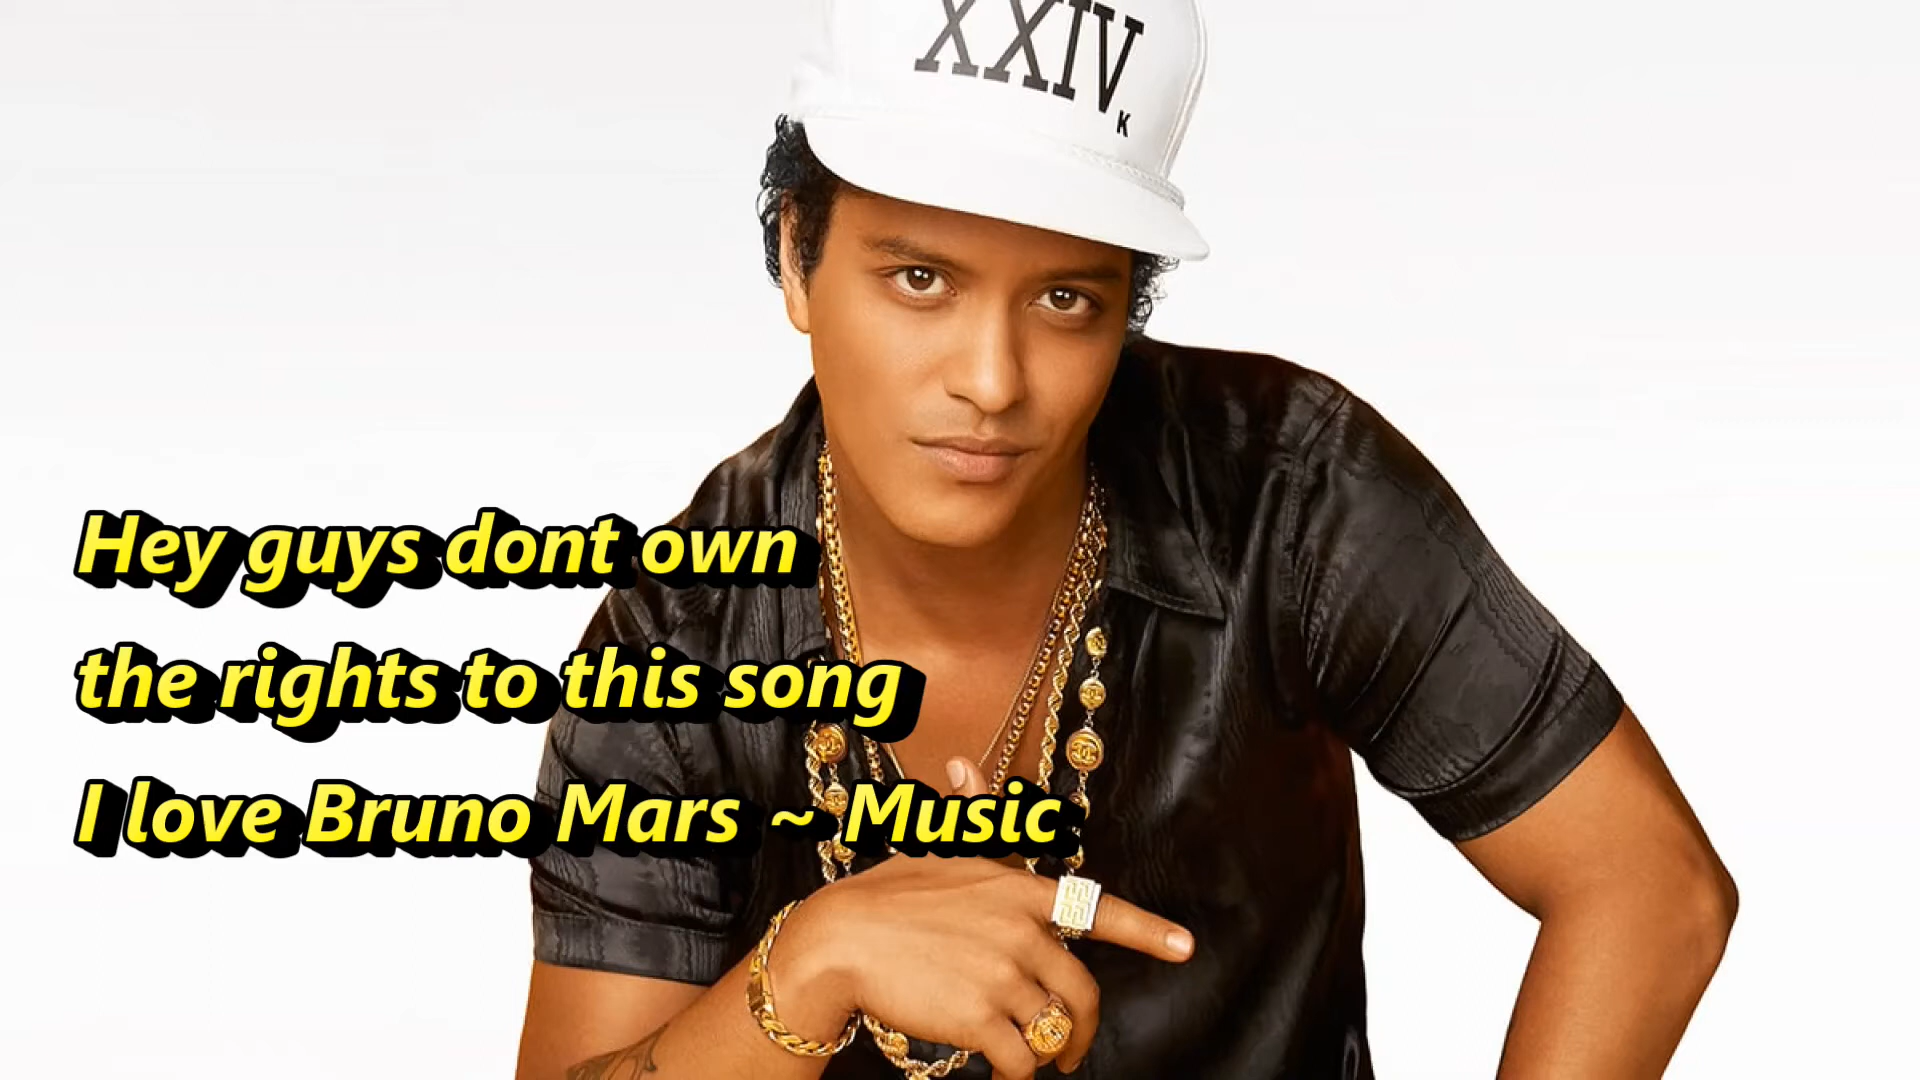 XXIV
K
Hey guys dont own
the rights to this song
I love Bruno Mars ~ Music